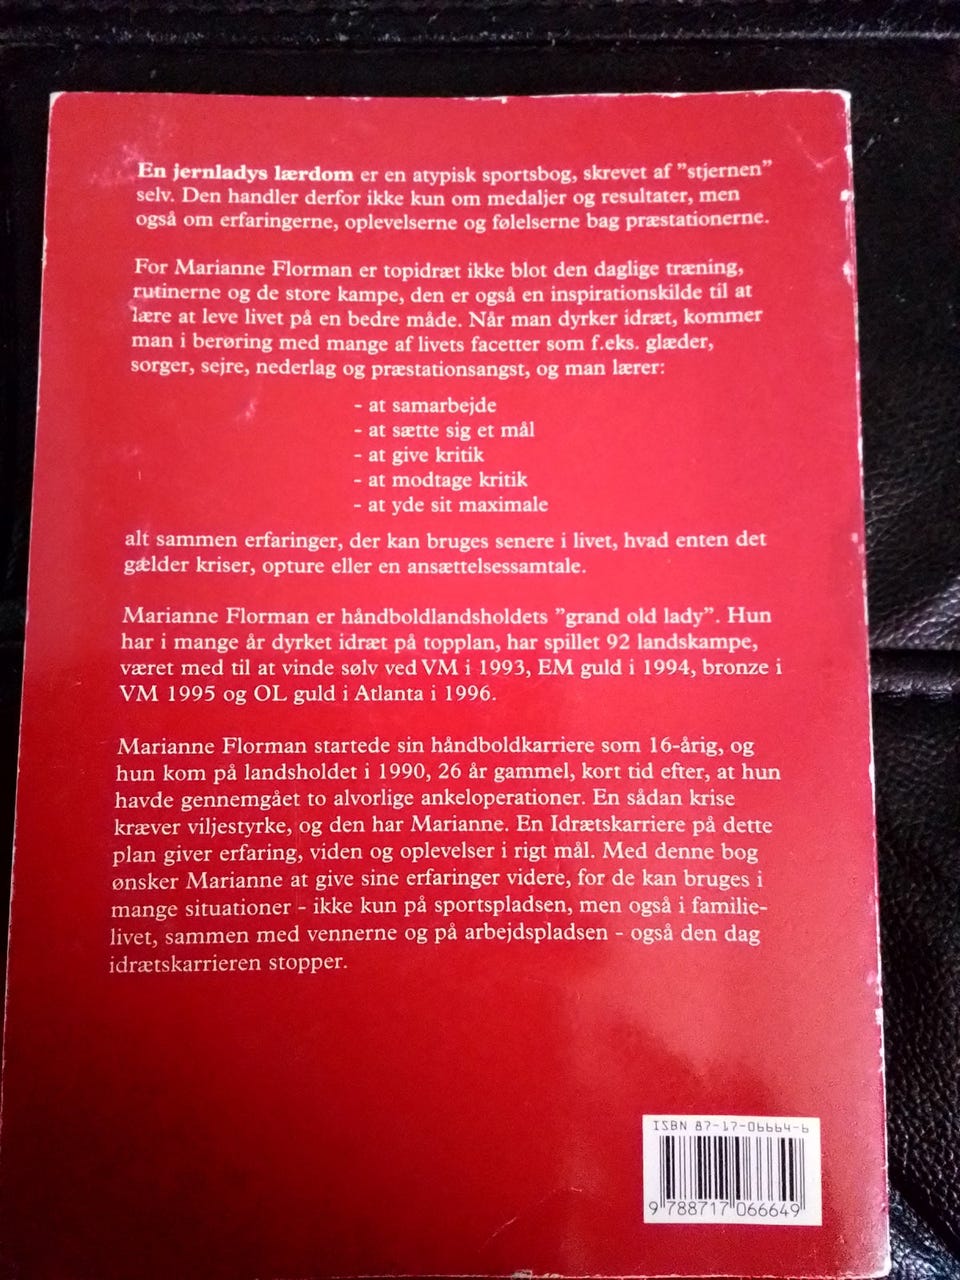 En jernladys lærdom er en atypisk sportsbog, skrevet af ”stjernen”
selv. Den handler derfor ikke kun om medaljer og resultater, men
også om erfaringerne, oplevelserne og følelserne bag præstationerne.
For Marianne Florman er topidræt ikke blot den daglige træning,
rutinerne og de store kampe, den er også en inspirationskilde til at
lære at leve livet på en bedre måde. Når man dyrker idræt, kommer
man i berøring med mange af livets facetter som f.eks. glæder,
sorger, sejre, nederlag og præstationsangst, og man lærer:
- at samarbejde
- at sætte sig et mål
- at give kritik
- at modtage kritik
- at yde sit maximale
alt sammen erfaringer, der kan bruges senere i livet, hvad enten det
gælder kriser, opture eller en ansættelsessamtale.
Marianne Florman er håndboldlandsholdets ”grand old lady”. Hun
har i mange år dyrket idræt på topplan, har spillet 92 landskampe,
været med til at vinde sølv ved VM i 1993, EM guld i 1994, bronze i
VM 1995 og OL guld i Atlanta i 1996.
Marianne Florman startede sin håndboldkarriere som 16-årig, og
hun kom på landsholdet i 1990, 26 år gammel, kort tid efter, at hun
havde gennemgået to alvorlige ankeloperationer. En sådan krise
kræver viljestyrke, og den har Marianne. En Idrætskarriere på dette
plan giver erfaring, viden og oplevelser i rigt mål. Med denne bog
ønsker Marianne at give sine erfaringer videre, for de kan bruges i
mange situationer - ikke kun på sportspladsen, men også i familie-
livet, sammen med vennerne og på arbejdspladsen - også den dag
idrætskarrieren stopper.
ISBN 87-17-06664-6
9 788717 066649